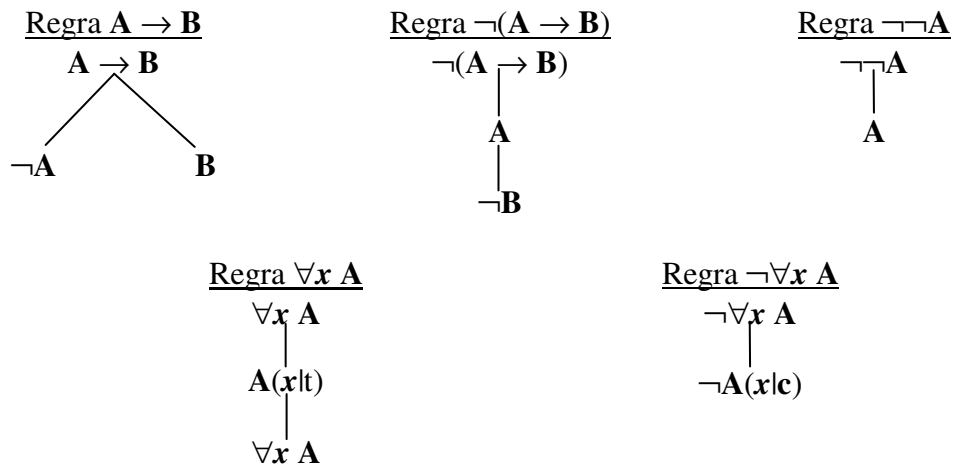 Regra A → B Regra ¬(A → B) Regra ¬¬A
A → B ¬(A → B) ¬¬A
A A
¬A B
¬B
Regra ∀x A Regra ¬∀x A
∀x A ¬∀x A
A(x|t) ¬A(x|c)
∀x A